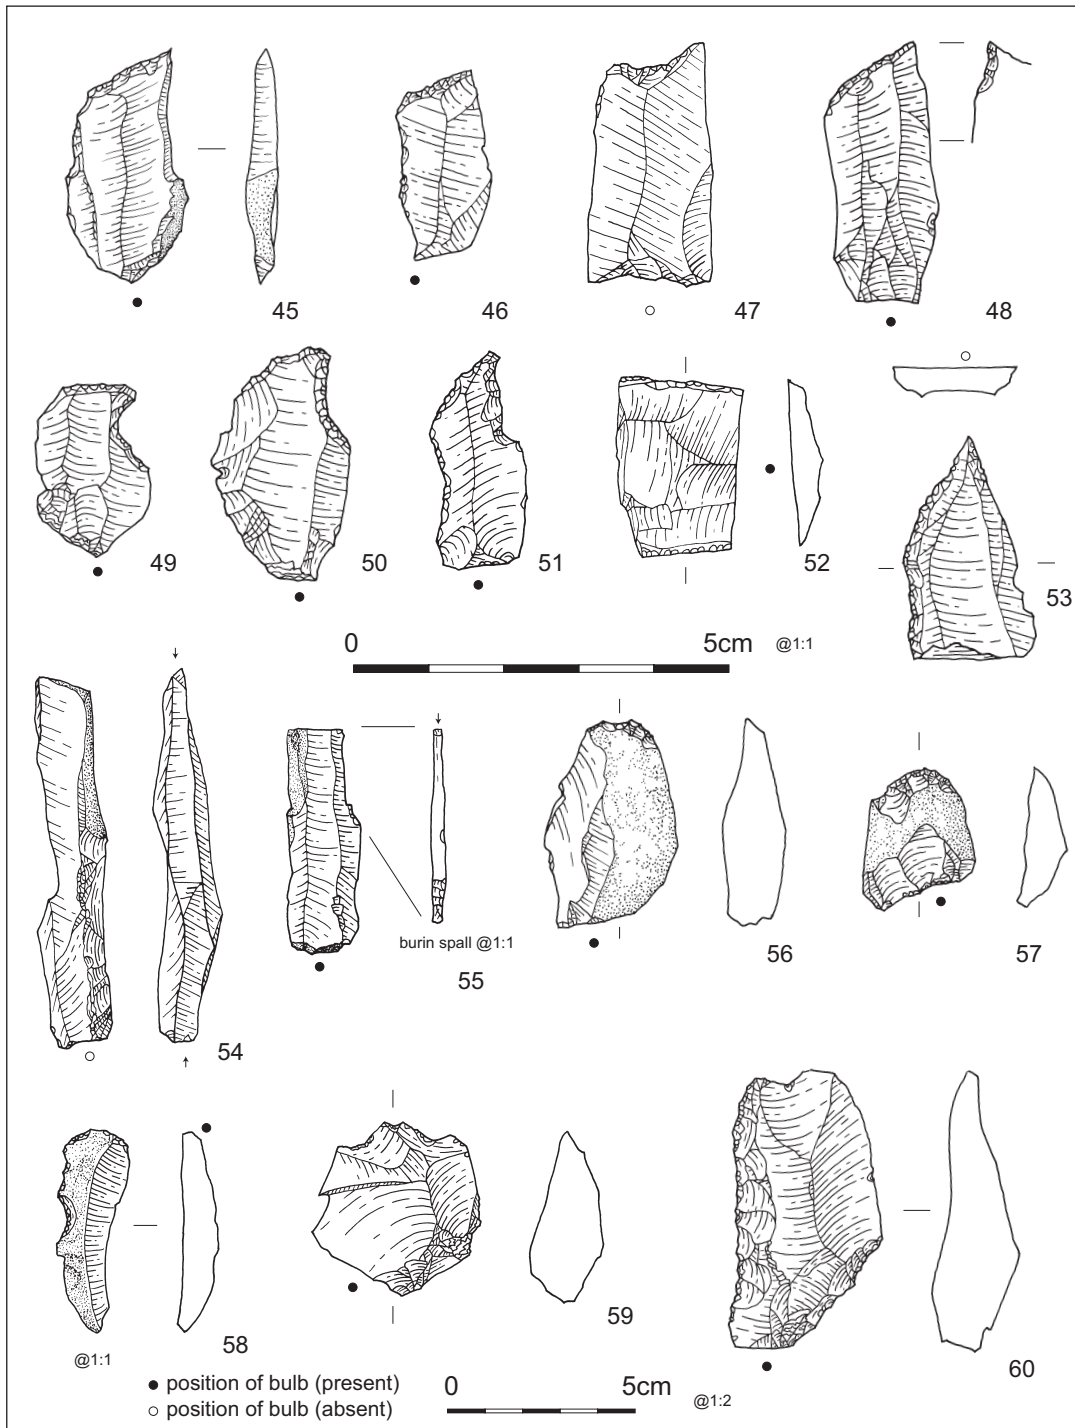 45 46 47 48
49 50 51 52 53
0 5cm @1:1
burin spall @1:1
54 55 56 57
58 59 60
@1:1
● position of bulb (present)
○ position of bulb (absent)
0 5cm @1:2